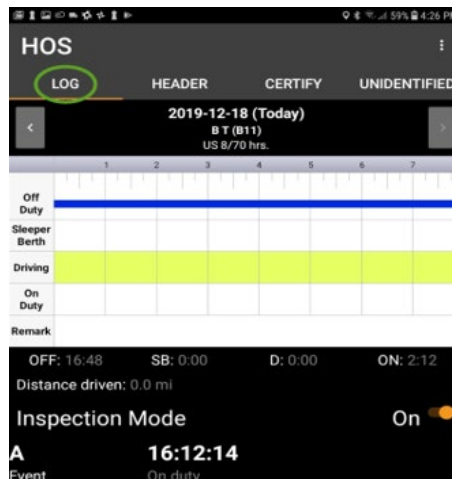 59% 4:26 PM
HOS
LOG HEADER CERTIFY UNIDENTIFIED
2019-12-18 (Today)
B T (B11)
US 8/70 hrs.
1 2 3 4 5 6 7
Off
Duty
Sleeper
Berth
Driving
On
Duty
Remark
OFF: 16:48 SB: 0:00 D: 0:00 ON: 2:12
Distance driven: 0.0 mi
Inspection Mode On
A 16:12:14
Event On duty